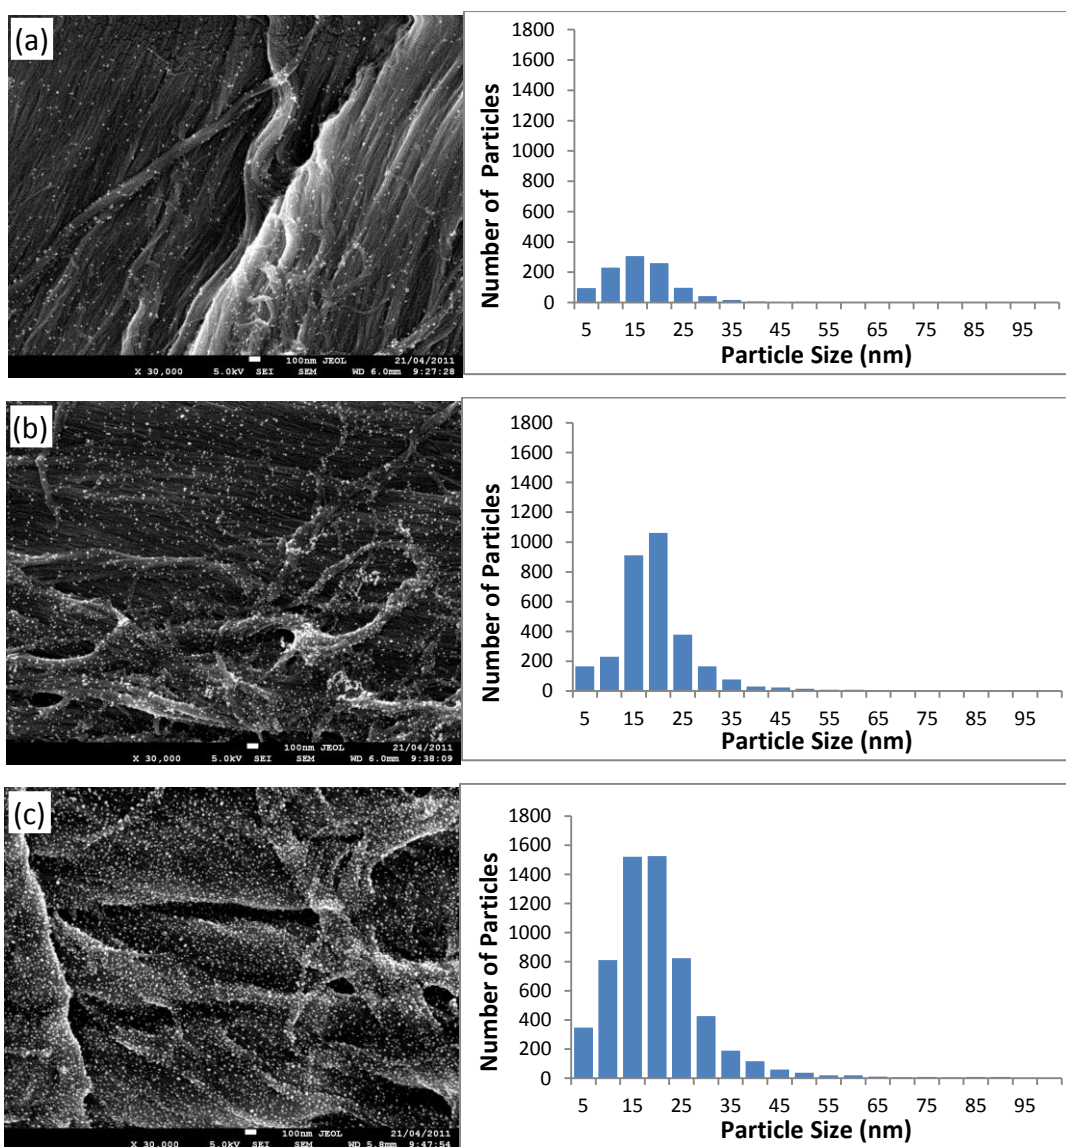 (a)
100nm JEOL 21/04/2011
X 30,000 5.0kV SEI SEM WD 6.0mm 9:27:28
Number of Particles
1800
1600
1400
1200
1000
800
600
400
200
0
5 15 25 35 45 55 65 75 85 95
Particle Size (nm)
(b)
100nm JEOL 21/04/2011
X 30,000 5.0kV SEI SEM WD 6.0mm 9:38:09
Number of Particles
1800
1600
1400
1200
1000
800
600
400
200
0
5 15 25 35 45 55 65 75 85 95
Particle Size (nm)
(c)
100nm JEOL 21/04/2011
X 30,000 5.0kV SEI SEM WD 5.8mm 9:47:54
Number of Particles
1800
1600
1400
1200
1000
800
600
400
200
0
5 15 25 35 45 55 65 75 85 95
Particle Size (nm)